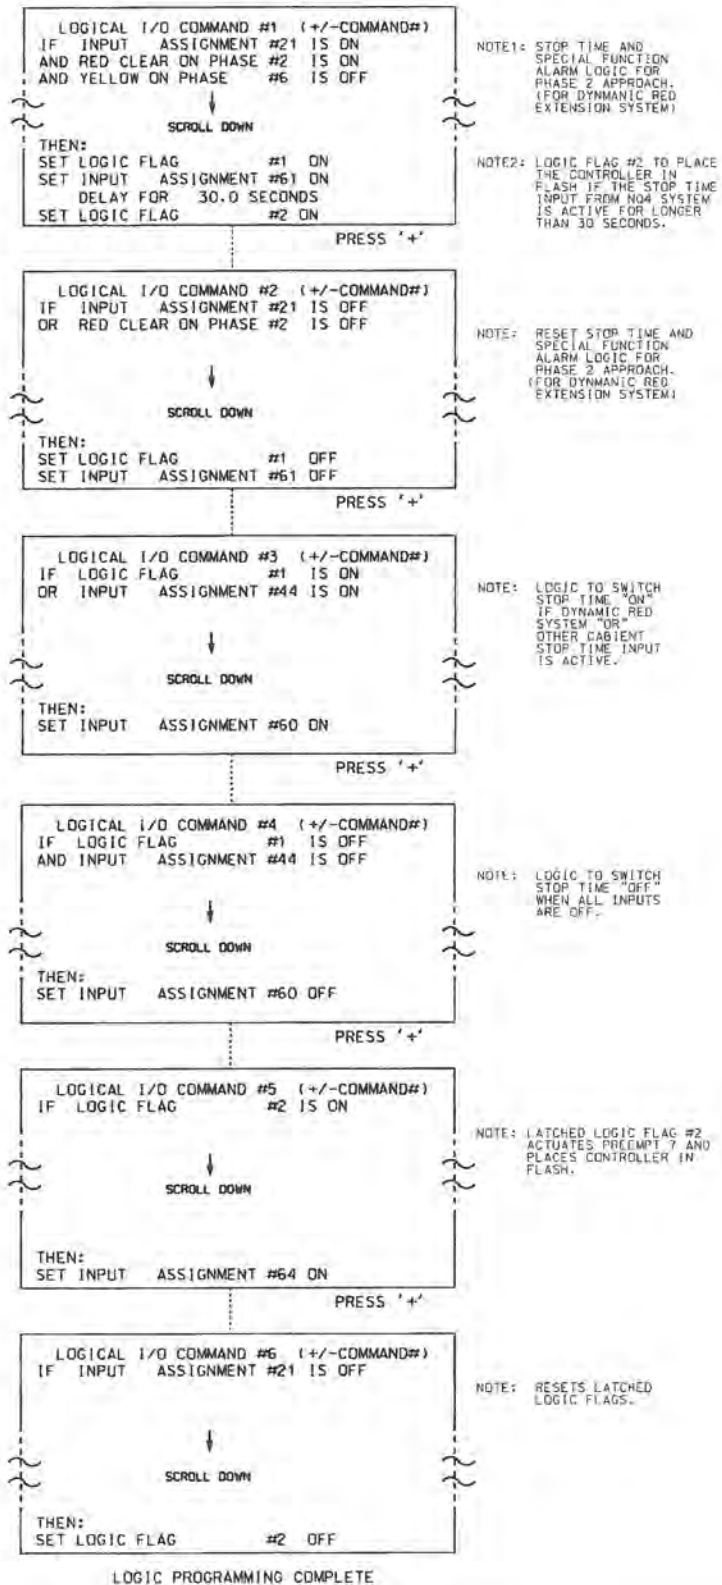 LOGICAL I/O COMMAND #1 (+/-COMMAND#)
IF INPUT ASSIGNMENT #21 IS ON
AND RED CLEAR ON PHASE #2 IS ON
AND YELLOW ON PHASE #6 IS OFF
SCROLL DOWN
THEN:
SET LOGIC FLAG #1 ON
SET INPUT ASSIGNMENT #61 ON
DELAY FOR 30.0 SECONDS
SET LOGIC FLAG #2 ON
PRESS '+'
NOTE1: STOP TIME AND
SPECIAL FUNCTION
ALARM LOGIC FOR
PHASE 2 APPROACH.
(FOR DYNMANIC RED
EXTENSION SYSTEM)
NOTE2: LOGIC FLAG #2 TO PLACE
THE CONTROLLER IN
FLASH IF THE STOP TIME
INPUT FROM NQ4 SYSTEM
IS ACTIVE FOR LONGER
THAN 30 SECONDS.
LOGICAL I/O COMMAND #2 (+/-COMMAND#)
IF INPUT ASSIGNMENT #21 IS OFF
OR RED CLEAR ON PHASE #2 IS OFF
SCROLL DOWN
THEN:
SET LOGIC FLAG #1 OFF
SET INPUT ASSIGNMENT #61 OFF
PRESS '+'
NOTE: RESET STOP TIME AND
SPECIAL FUNCTION
ALARM LOGIC FOR
PHASE 2 APPROACH.
(FOR DYNMANIC RED
EXTENSION SYSTEM)
LOGICAL I/O COMMAND #3 (+/-COMMAND#)
IF LOGIC FLAG #1 IS ON
OR INPUT ASSIGNMENT #44 IS ON
SCROLL DOWN
THEN:
SET INPUT ASSIGNMENT #60 ON
PRESS '+'
NOTE: LOGIC TO SWITCH
STOP TIME "ON"
IF DYNAMIC RED
SYSTEM "OR"
OTHER CABIENT
STOP TIME INPUT
IS ACTIVE.
LOGICAL I/O COMMAND #4 (+/-COMMAND#)
IF LOGIC FLAG #1 IS OFF
AND INPUT ASSIGNMENT #44 IS OFF
SCROLL DOWN
THEN:
SET INPUT ASSIGNMENT #60 OFF
PRESS '+'
NOTE: LOGIC TO SWITCH
STOP TIME "OFF"
WHEN ALL INPUTS
ARE OFF.
LOGICAL I/O COMMAND #5 (+/-COMMAND#)
IF LOGIC FLAG #2 IS ON
SCROLL DOWN
THEN:
SET INPUT ASSIGNMENT #64 ON
PRESS '+'
NOTE: LATCHED LOGIC FLAG #2
ACTUATES PREEMPT 7 AND
PLACES CONTROLLER IN
FLASH.
LOGICAL I/O COMMAND #6 (+/-COMMAND#)
IF INPUT ASSIGNMENT #21 IS OFF
SCROLL DOWN
THEN:
SET LOGIC FLAG #2 OFF
NOTE: RESETS LATCHED
LOGIC FLAGS.
LOGIC PROGRAMMING COMPLETE